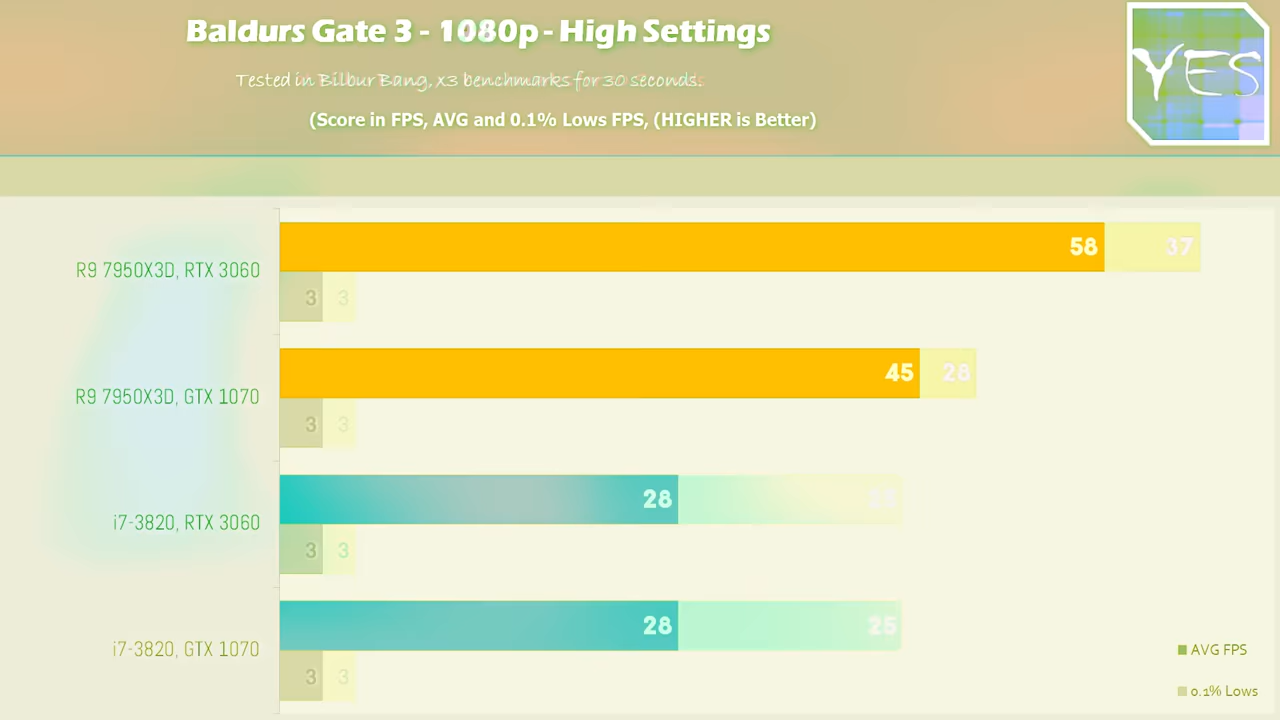 Baldurs Gate 3 - 1080p - High Settings
Tested in Bilbur Bang, x3 benchmarks for 30 seconds.
(Score in FPS, AVG and 0.1% Lows FPS, (HIGHER is Better)
YES
R9 7950X3D, RTX 3060
58
37
3
3
R9 7950X3D, GTX 1070
45
28
3
3
i7-3820, RTX 3060
28
3
3
i7-3820, GTX 1070
28
25
3
3
AVG FPS
0.1% Lows